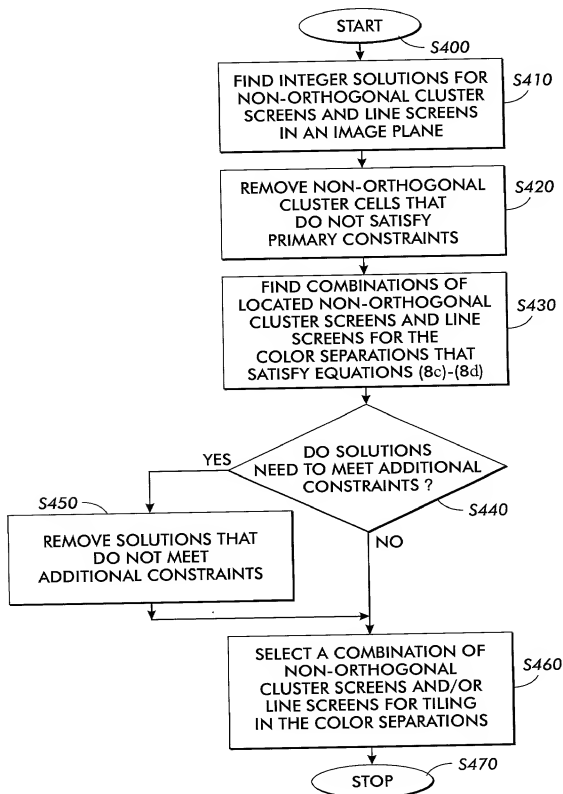 START
S400
FIND INTEGER SOLUTIONS FOR
NON-ORTHOGONAL CLUSTER
SCREENS AND LINE SCREENS
IN AN IMAGE PLANE
S410
REMOVE NON-ORTHOGONAL
CLUSTER CELLS THAT
DO NOT SATISFY
PRIMARY CONSTRAINTS
S420
FIND COMBINATIONS OF
LOCATED NON-ORTHOGONAL
CLUSTER SCREENS AND LINE
SCREENS FOR THE
COLOR SEPARATIONS THAT
SATISFY EQUATIONS (8c)-(8d)
S430
DO SOLUTIONS
NEED TO MEET ADDITIONAL
CONSTRAINTS ?
S440
YES
NO
S450
REMOVE SOLUTIONS THAT
DO NOT MEET
ADDITIONAL CONSTRAINTS
SELECT A COMBINATION OF
NON-ORTHOGONAL
CLUSTER SCREENS AND/OR
LINE SCREENS FOR TILING
IN THE COLOR SEPARATIONS
S460
STOP
S470